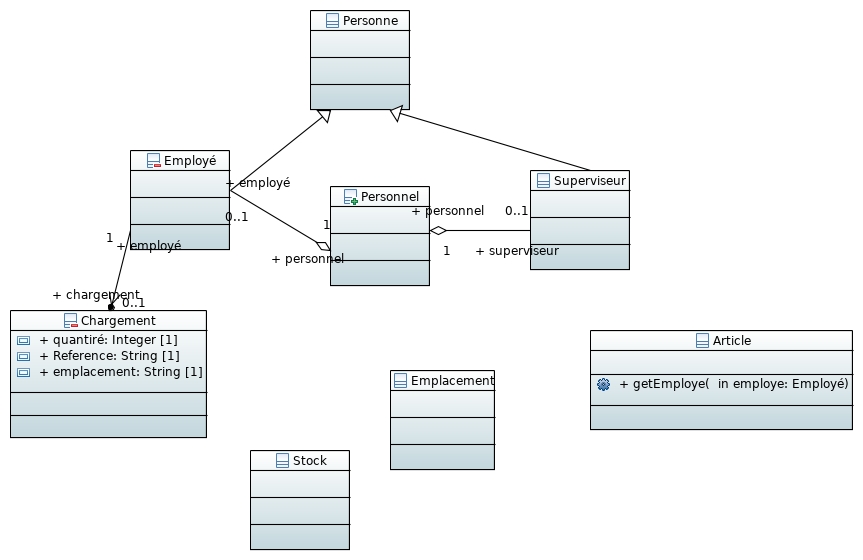 Personne
Employé
Superviseur
+ employé
Personnel
+ personnel
0..1
0..1
1
1
+ employé
1
+ superviseur
+ personnel
+ chargement
0..1
Chargement
+ quantiré: Integer [1]
+ Reference: String [1]
+ emplacement: String [1]
Article
+ getEmploye( in employe: Employé)
Emplacement
Stock